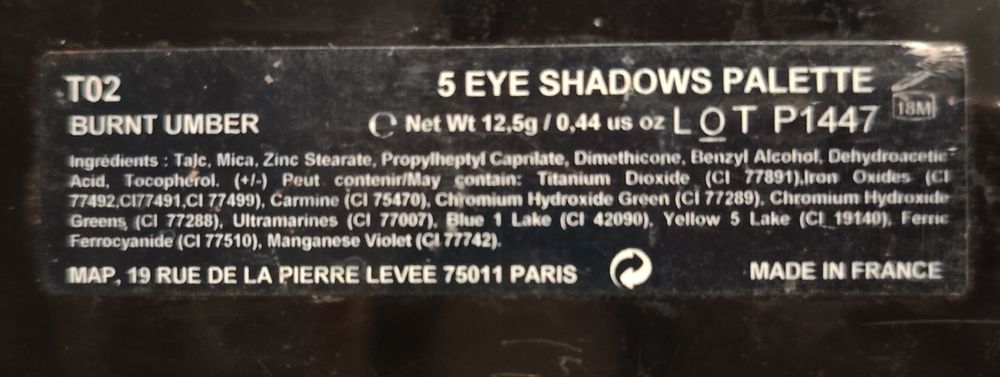 T02 5 EYE SHADOWS PALETTE
BURNT UMBER ℮ Net Wt 12,5g / 0,44 us oz LOT P1447 18M
Ingrédients : Talc, Mica, Zinc Stearate, Propylheptyl Caprilate, Dimethicone, Benzyl Alcohol, Dehydroacetic
Acid, Tocopherol. (+/-) Peut contenir/May contain: Titanium Dioxide (CI 77891),Iron Oxides (CI
77492,CI77491,CI 77499), Carmine (CI 75470), Chromium Hydroxide Green (CI 77289), Chromium Hydroxide
Greens (CI 77288), Ultramarines (CI 77007), Blue 1 Lake (CI 42090), Yellow 5 Lake (CI 19140), Ferric
Ferrocyanide (CI 77510), Manganese Violet (CI 77742).
MAP, 19 RUE DE LA PIERRE LEVEE 75011 PARIS MADE IN FRANCE